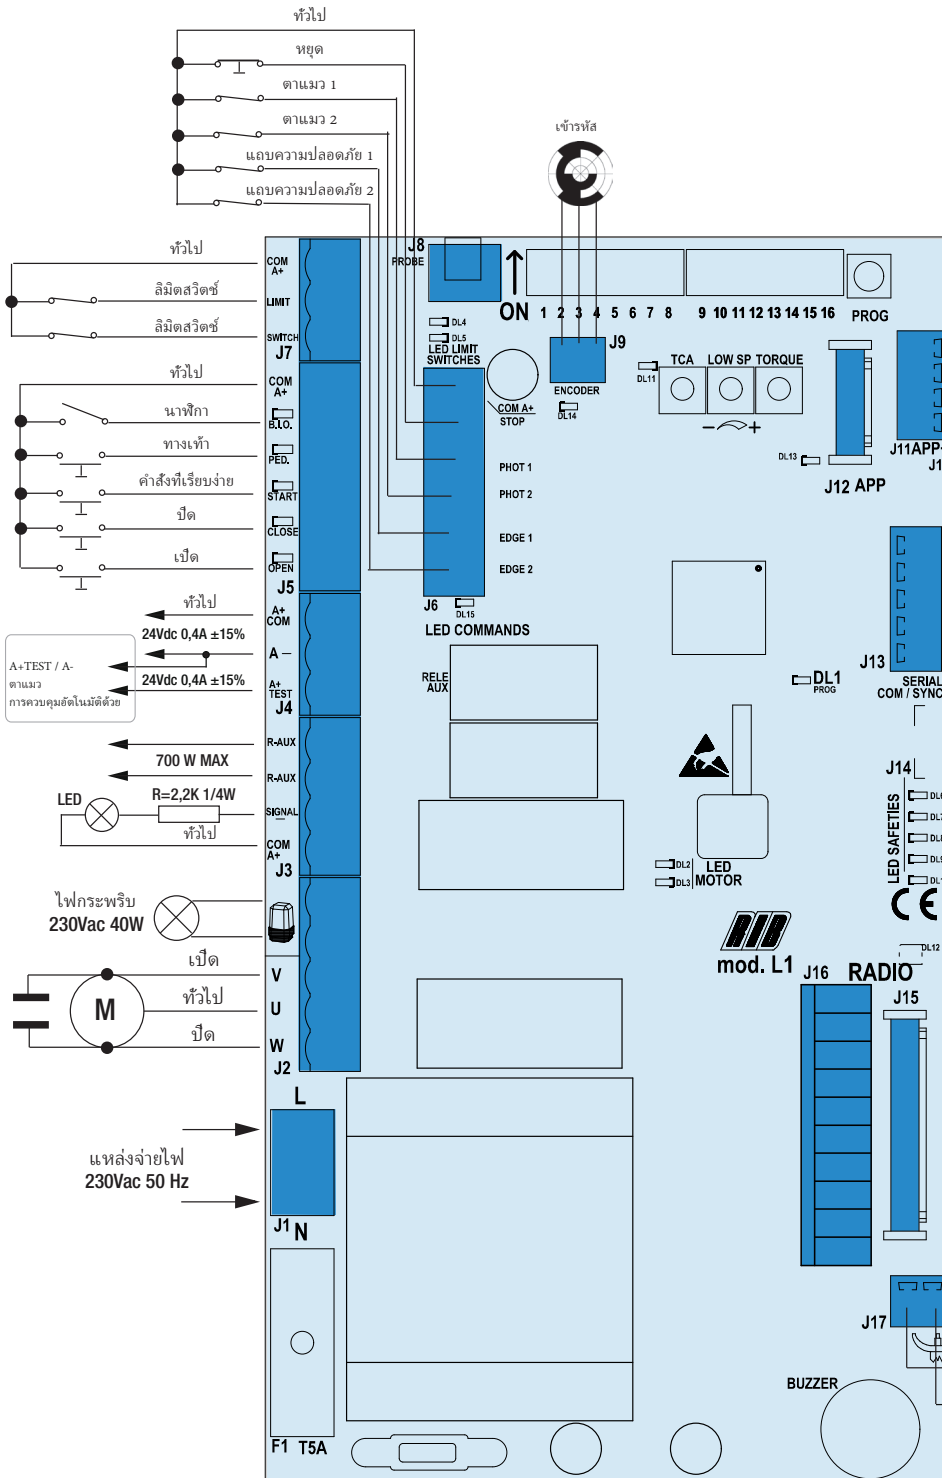 ทั่วไป
หยุด
ตาแมว 1
ตาแมว 2
แถบความปลอดภัย 1
แถบความปลอดภัย 2
เข้ารหัส
ทั่วไป
ลิมิตสวิตช์
ลิมิตสวิตช์
COM
A+
LIMIT
SWITCH
J7
J8
PROBE
ON
1 2 3 4 5 6 7 8
9 10 11 12 13 14 15 16
PROG
DL4
DL5
LED LIMIT
SWITCHES
J9
ENCODER
DL14
COM A+
STOP
PHOT 1
PHOT 2
EDGE 1
EDGE 2
J6
DL15
LED COMMANDS
DL11
TCA LOW SP TORQUE
− +
DL13
J12 APP
J11APP
J1
ทั่วไป
นาฬิกา
ทางเท้า
คำสั่งที่เรียบง่าย
ปิด
เปิด
COM
A+
B.I.O.
PED.
START
CLOSE
OPEN
J5
ทั่วไป
24Vdc 0,4A ±15%
24Vdc 0,4A ±15%
A+TEST / A-
ตาแมว
การควบคุมอัตโนมัติด้วย
A+
COM
A −
A+
TEST
J4
RELE
AUX
J13
SERIAL
COM / SYNC
DL1
PROG
R-AUX
700 W MAX
R-AUX
LED
R=2,2K 1/4W
SIGNAL
ทั่วไป
COM
A+
J3
J14
LED SAFETIES
DL6
DL7
DL8
DL9
DL1
CE
DL2
DL3
LED
MOTOR
ไฟกระพริบ
230Vac 40W
RIB
mod. L1
DL12
J16 RADIO
J15
เปิด
ทั่วไป
ปิด
M
V
U
W
J2
L
แหล่งจ่ายไฟ
230Vac 50 Hz
J1 N
J17
BUZZER
F1 T5A